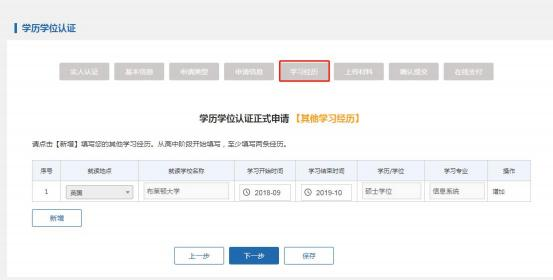 学历学位认证
实人认证 基本信息 申请类型 申请信息 学习经历 上传材料 确认提交 在线支付
学历学位认证正式申请 【其他学习经历】
请点击【新增】填写您的其他学习经历。从高中阶段开始填写，至少填写两条经历。
序号 就读地点 就读学校名称 学习开始时间 学习结束时间 学历/学位 学习专业 操作
1 英国 布莱顿大学 2018-09 2019-10 硕士学位 信息系统 增加
新增
上一步 下一步 保存